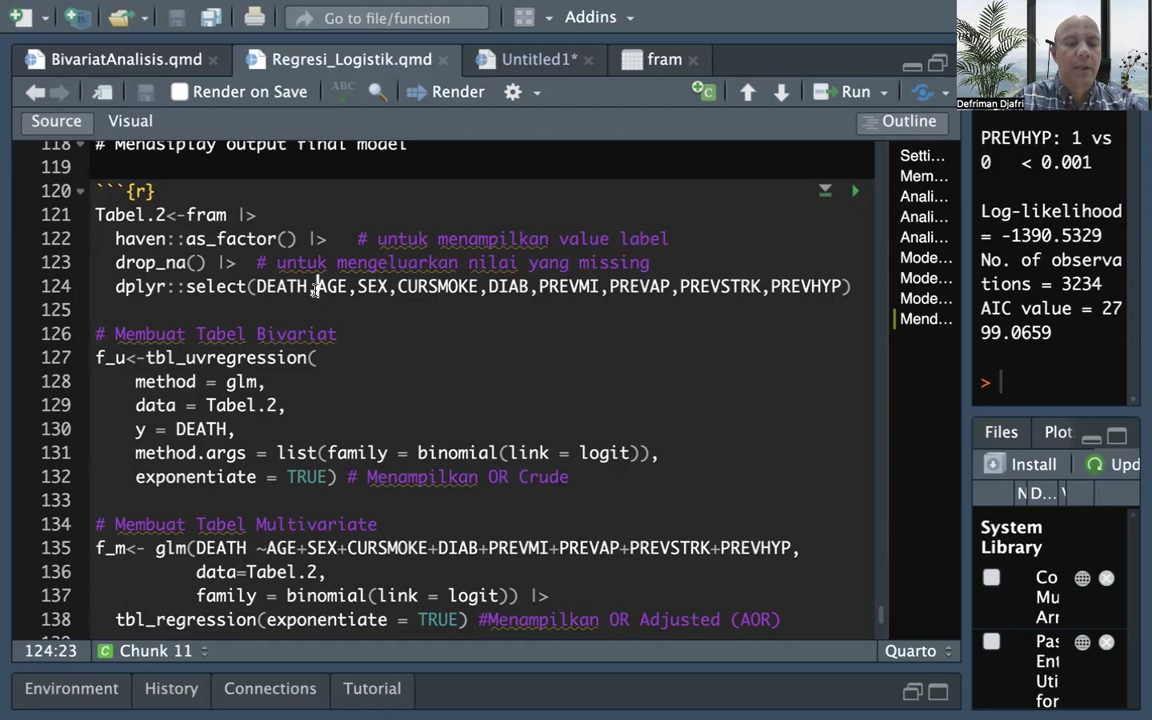 Go to file/function
Addins
BivariatAnalisis.qmd
Regresi_Logistik.qmd
Untitled1*
fram
Render on Save
ABC
Render
Run
Source
Visual
Outline
Defriman Djafri
118 # Menasiplay output final model
119
120 ```{r}
121 Tabel.2<-fram |>
122 haven::as_factor() |> # untuk menampilkan value label
123 drop_na() |> # untuk mengeluarkan nilai yang missing
124 dplyr::select(DEATH,AGE,SEX,CURSMOKE,DIAB,PREVMI,PREVAP,PREVSTRK,PREVHYP)
125
126 # Membuat Tabel Bivariat
127 f_u<-tbl_uvregression(
128 method = glm,
129 data = Tabel.2,
130 y = DEATH,
131 method.args = list(family = binomial(link = logit)),
132 exponentiate = TRUE) # Menampilkan OR Crude
133
134 # Membuat Tabel Multivariate
135 f_m<- glm(DEATH ~AGE+SEX+CURSMOKE+DIAB+PREVMI+PREVAP+PREVSTRK+PREVHYP,
136 data=Tabel.2,
137 family = binomial(link = logit)) |>
138 tbl_regression(exponentiate = TRUE) #Menampilkan OR Adjusted (AOR)
Setti...
Mem...
Anali...
Anali...
Anali...
Mode...
Mode...
Mode...
Mend...
124:23
Chunk 11
Quarto
Environment
History
Connections
Tutorial
PREVHYP: 1 vs
0 < 0.001
Log-likelihood
= -1390.5329
No. of observa
tions = 3234
AIC value = 27
99.0659
>
Files
Plot
Install
Upd
N
D...
System
Library
Co
Mu
Arr
Pas
Ent
Uti
for